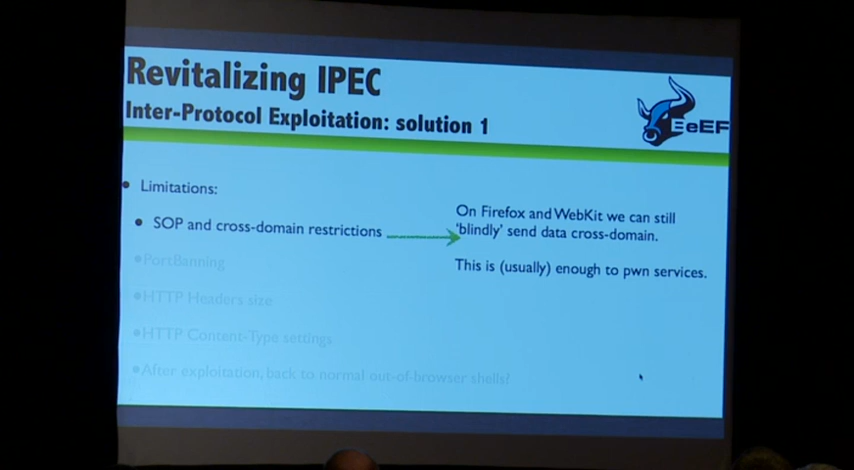 Revitalizing IPEC
Inter-Protocol Exploitation: solution 1
BeEF
• Limitations:
• SOP and cross-domain restrictions
On Firefox and WebKit we can still
'blindly' send data cross-domain.
This is (usually) enough to pwn services.
•PortBanning
•HTTP Headers size
•HTTP Content-Type settings
•After exploitation, back to normal out-of-browser shells?